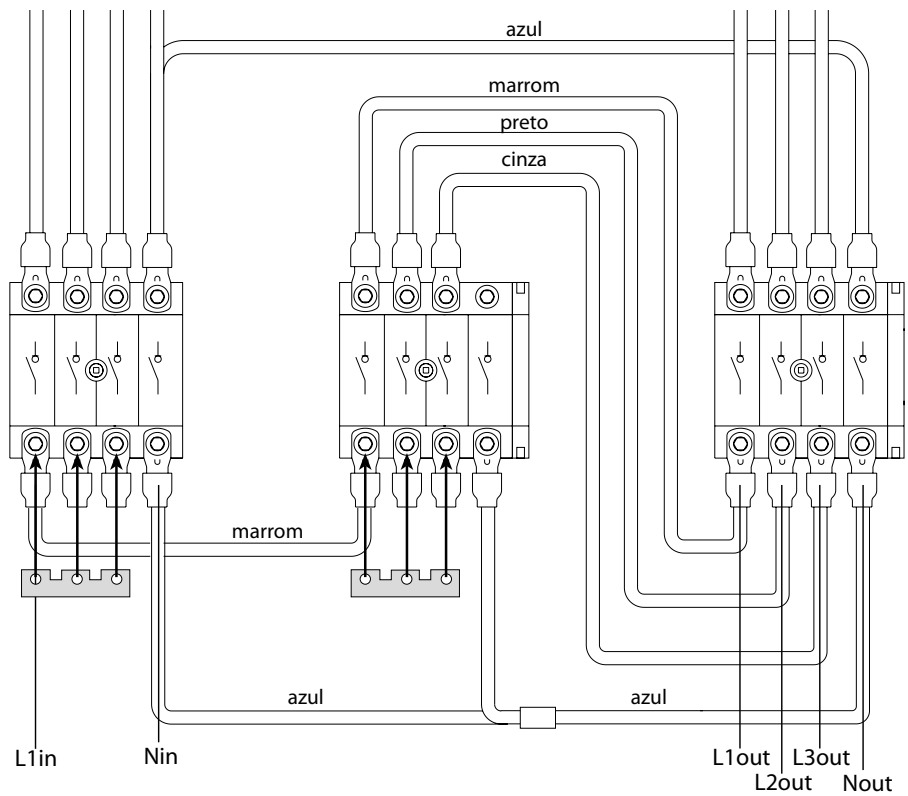 azul
marrom
preto
cinza
marrom
azul
azul
L1in
Nin
L1out
L3out
L2out
Nout